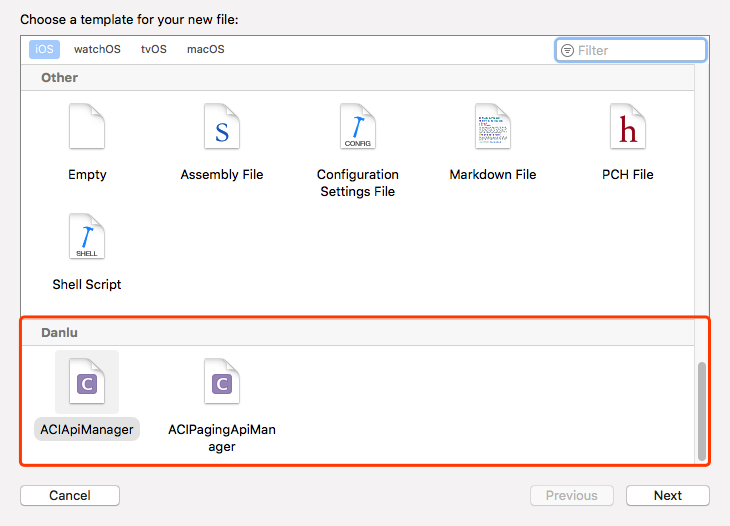 Choose a template for your new file:
iOS watchOS tvOS macOS Filter
Other
S CONFIG h
Empty Assembly File Configuration Settings File Markdown File PCH File
SHELL
Shell Script
Danlu
C C
ACIApiManager ACIPagingApiManager
Cancel Previous Next